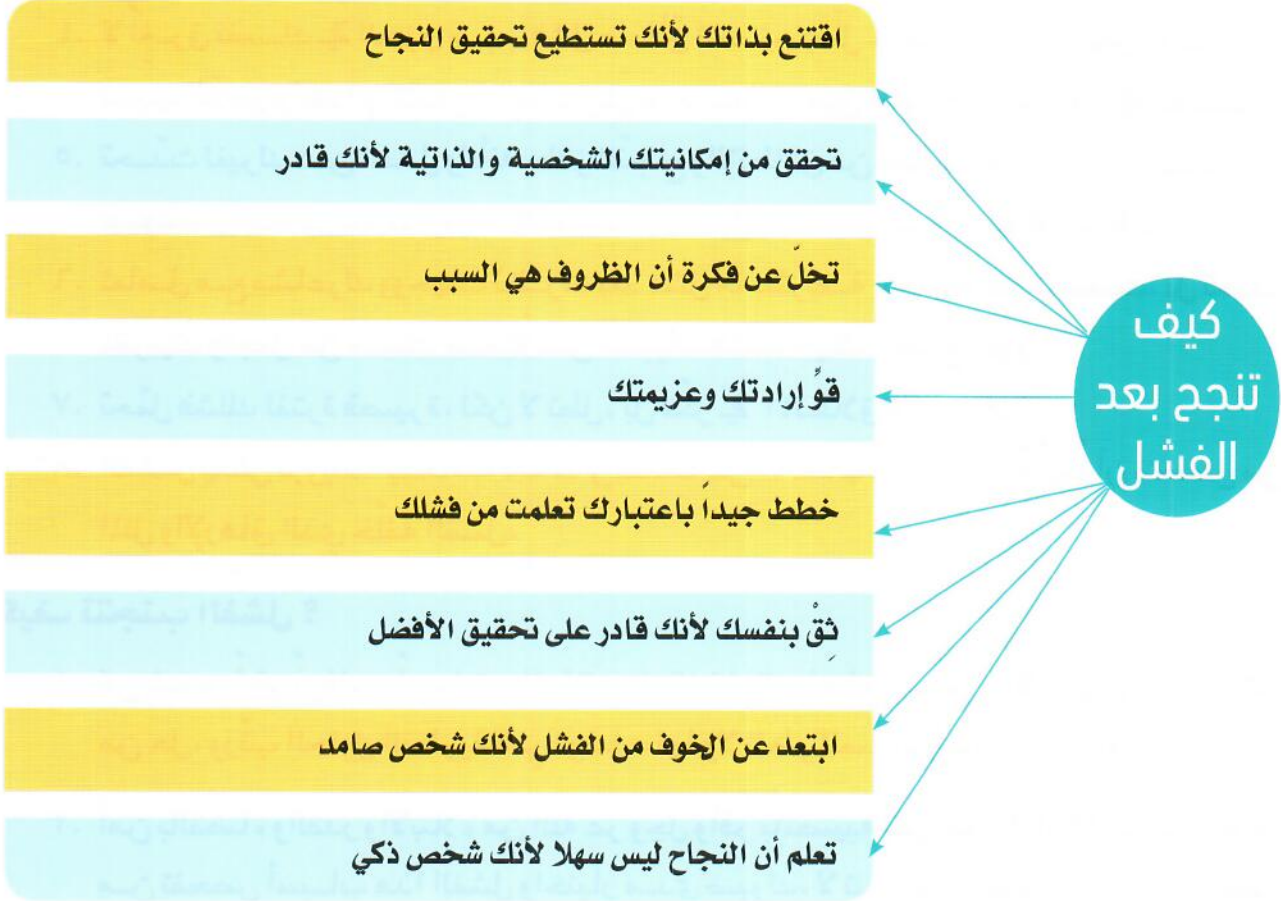 كيف
تنجح بعد
الفشل
اقتنع بذاتك لأنك تستطيع تحقيق النجاح
تحقق من إمكانيتك الشخصية والذاتية لأنك قادر
تخلّ عن فكرة أن الظروف هي السبب
قوِّ إرادتك وعزيمتك
خطط جيداً باعتبارك تعلمت من فشلك
ثِقْ بنفسك لأنك قادر على تحقيق الأفضل
ابتعد عن الخوف من الفشل لأنك شخص صامد
تعلم أن النجاح ليس سهلا لأنك شخص ذكي